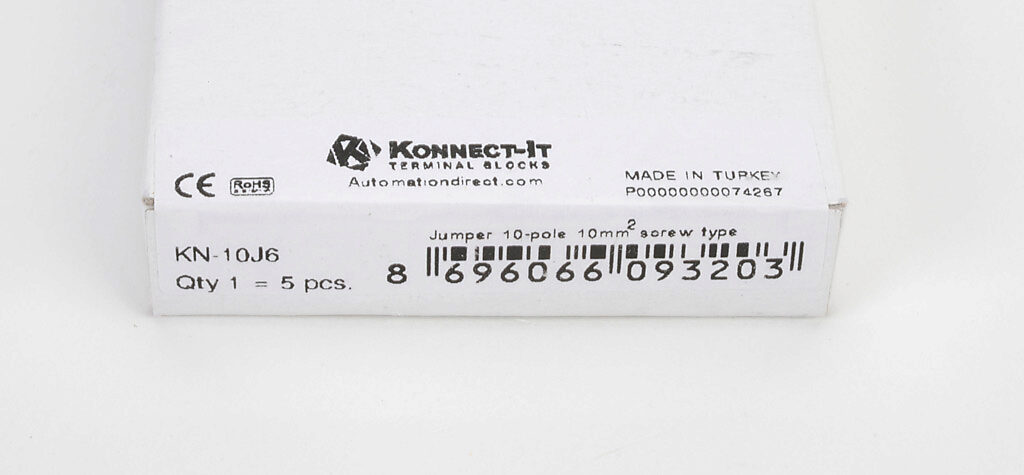 KONNECT-IT
TERMINAL BLOCKS
Automationdirect.com
CE RoHS
MADE IN TURKEY
P00000000074267
Jumper 10-pole 10mm² screw type
KN-10J6
Qty 1 = 5 pcs.
8 696066 093203